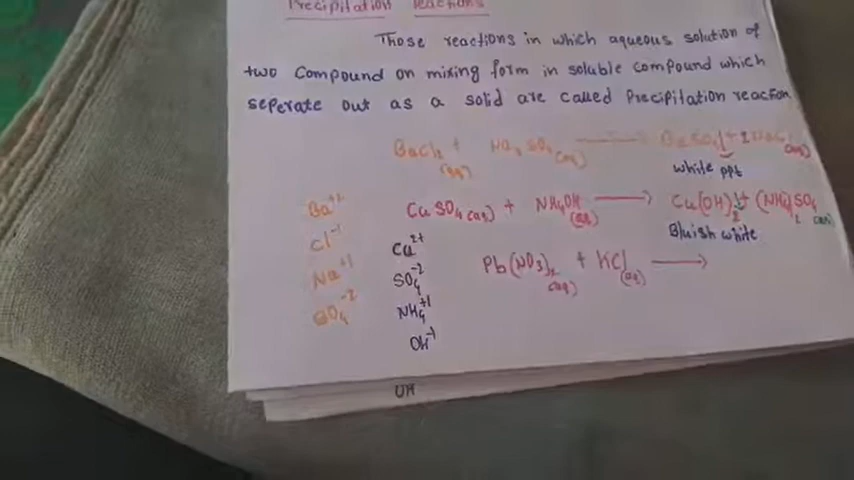 Precipitation Reactions
Those reactions in which aqueous solution of
two compound on mixing form in soluble compound which
seperate out as a solid are called Precipitation reaction
BaCl2 (aq) + Na2SO4 (aq) → BaSO4↓ + 2NaCl (aq)
white ppt
CuSO4 (aq) + NH4OH (aq) → Cu(OH)2↓ + (NH4)2SO4 (aq)
Bluish white
Pb(NO3)2 (aq) + KCl (aq) →
Ba+2
Cl-1
Na+1
SO4-2
Cu2+
SO4-2
NH4+1
OH-1
OH